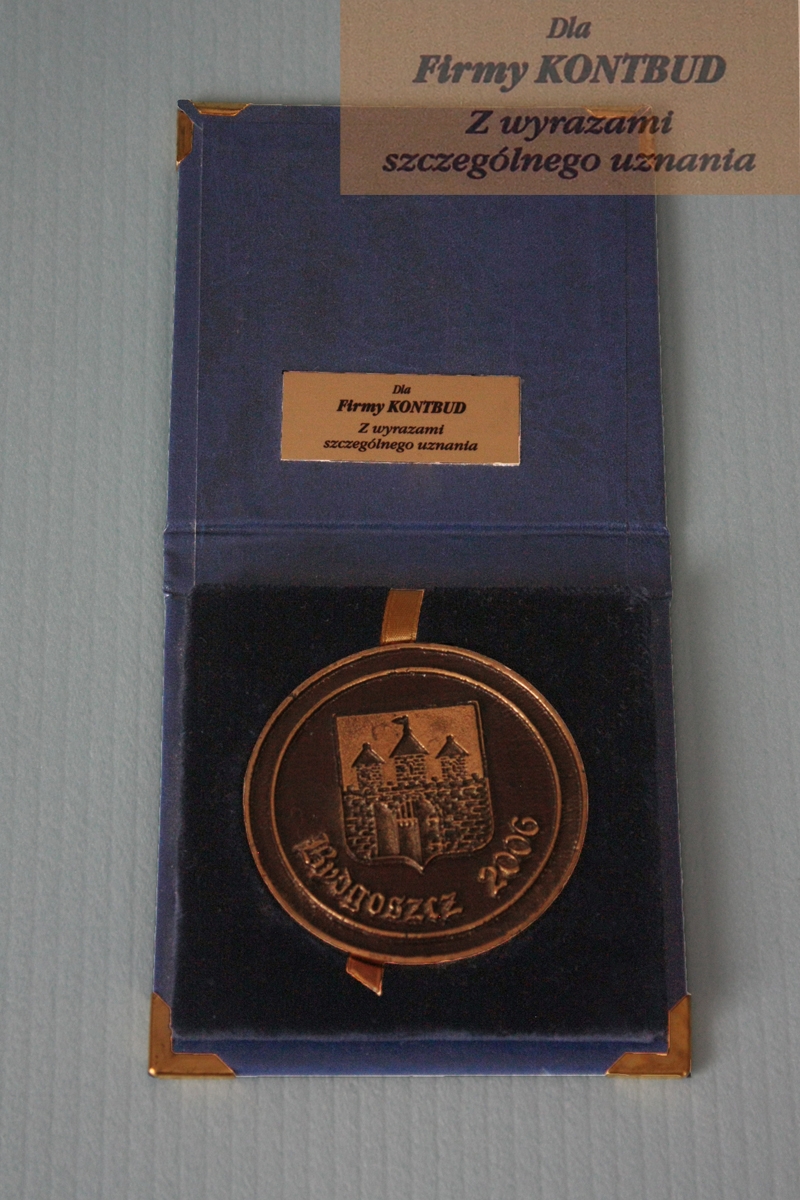 Dla
Firmy KONTBUD
Z wyrazami
szczególnego uznania
Dla
Firmy KONTBUD
Z wyrazami
szczególnego uznania
Bydgoszcz 2006